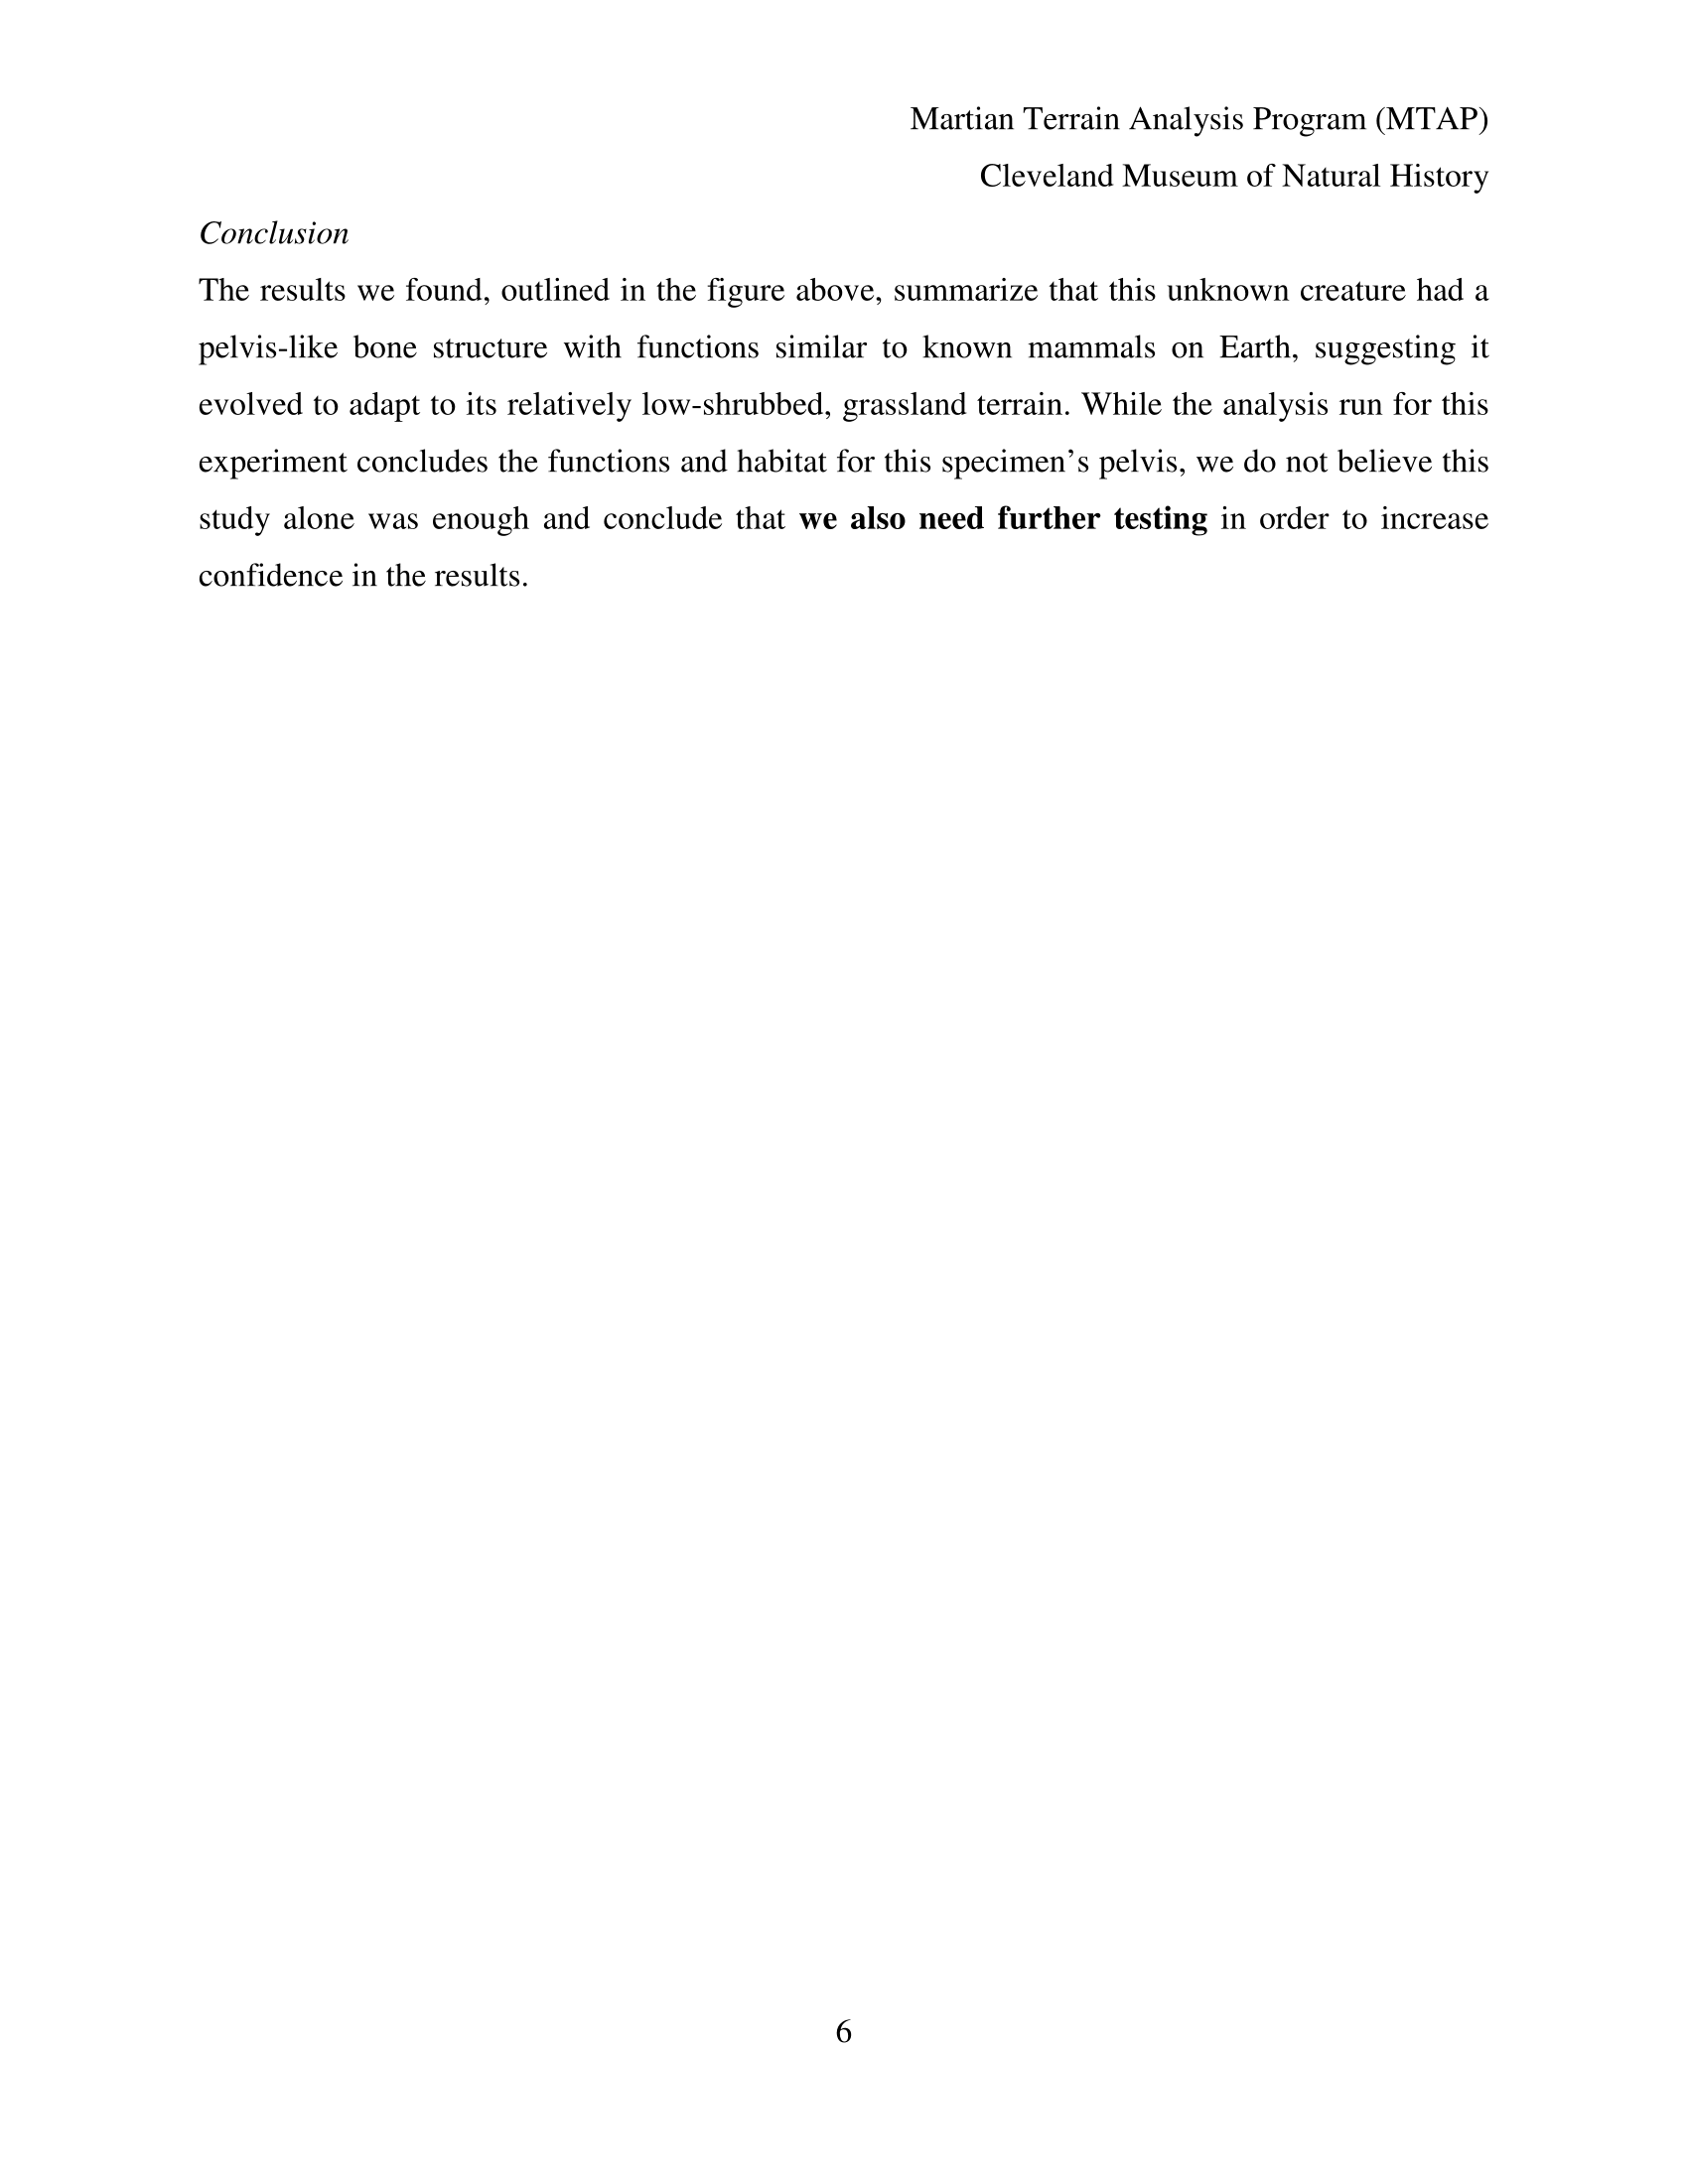 Martian Terrain Analysis Program (MTAP)
Cleveland Museum of Natural History
Conclusion
The results we found, outlined in the figure above, summarize that this unknown creature had a
pelvis-like bone structure with functions similar to known mammals on Earth, suggesting it
evolved to adapt to its relatively low-shrubbed, grassland terrain. While the analysis run for this
experiment concludes the functions and habitat for this specimen’s pelvis, we do not believe this
study alone was enough and conclude that we also need further testing in order to increase
confidence in the results.
6